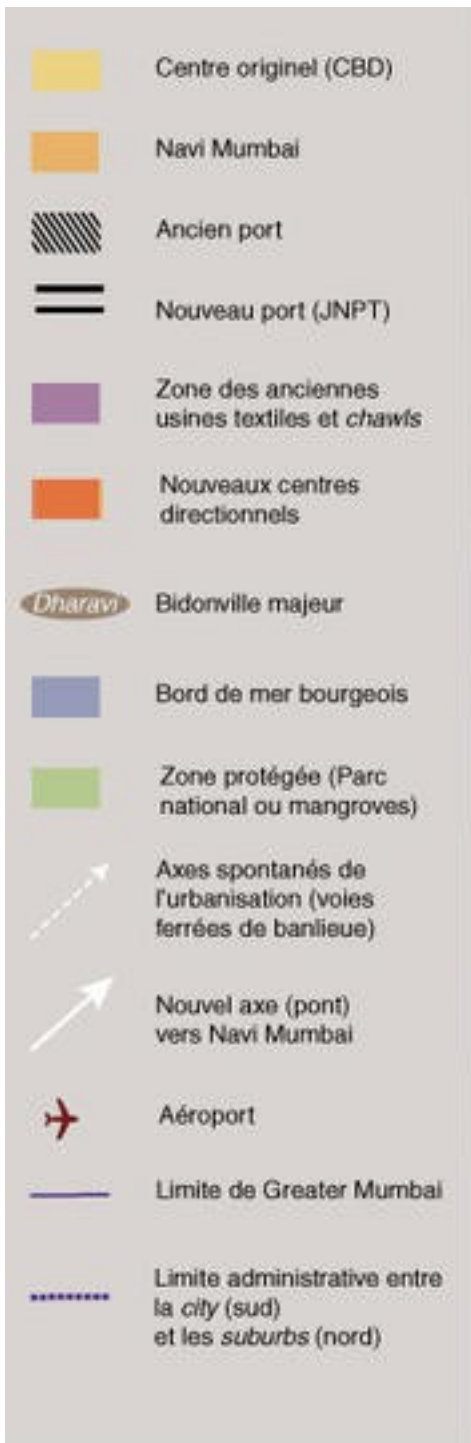 Centre originel (CBD)
Navi Mumbai
Ancien port
Nouveau port (JNPT)
Zone des anciennes
usines textiles et chawls
Nouveaux centres
directionnels
Dharavi
Bidonville majeur
Bord de mer bourgeois
Zone protégée (Parc
national ou mangroves)
Axes spontanés de
l'urbanisation (voies
ferrées de banlieue)
Nouvel axe (pont)
vers Navi Mumbai
Aéroport
Limite de Greater Mumbai
Limite administrative entre
la city (sud)
et les suburbs (nord)